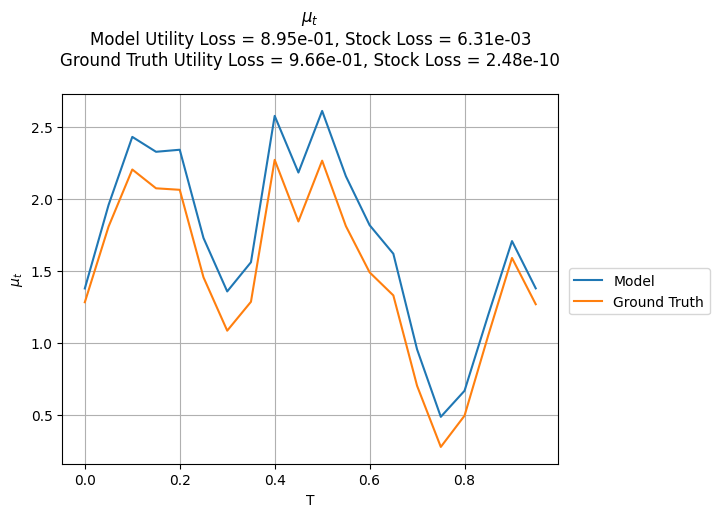 μt
Model Utility Loss = 8.95e-01, Stock Loss = 6.31e-03
Ground Truth Utility Loss = 9.66e-01, Stock Loss = 2.48e-10
2.5
2.0
1.5
1.0
0.5
μt
0.0 0.2 0.4 0.6 0.8
T
Model
Ground Truth